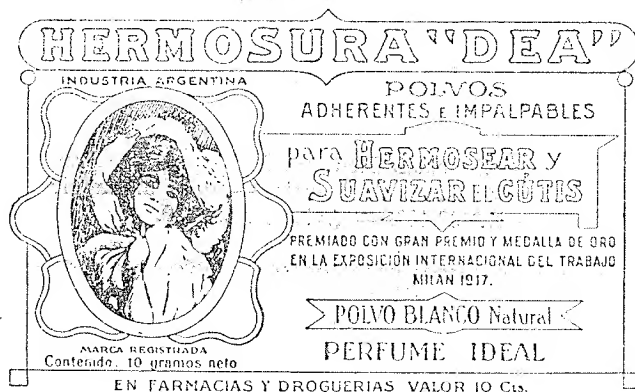 HERMOSURA "DEA"
INDUSTRIA ARGENTINA
POLVOS
ADHERENTES E IMPALPABLES
para HERMOSEAR y
SUAVIZAR EL CÚTIS
PREMIADO CON GRAN PREMIO Y MEDALLA DE ORO
EN LA EXPOSICIÓN INTERNACIONAL DEL TRABAJO
MILAN 1917.
POLVO BLANCO Natural
PERFUME IDEAL
MARCA REGISTRADA
Contenido. 10 gramos neto
EN FARMACIAS Y DROGUERIAS VALOR 10 Cts.